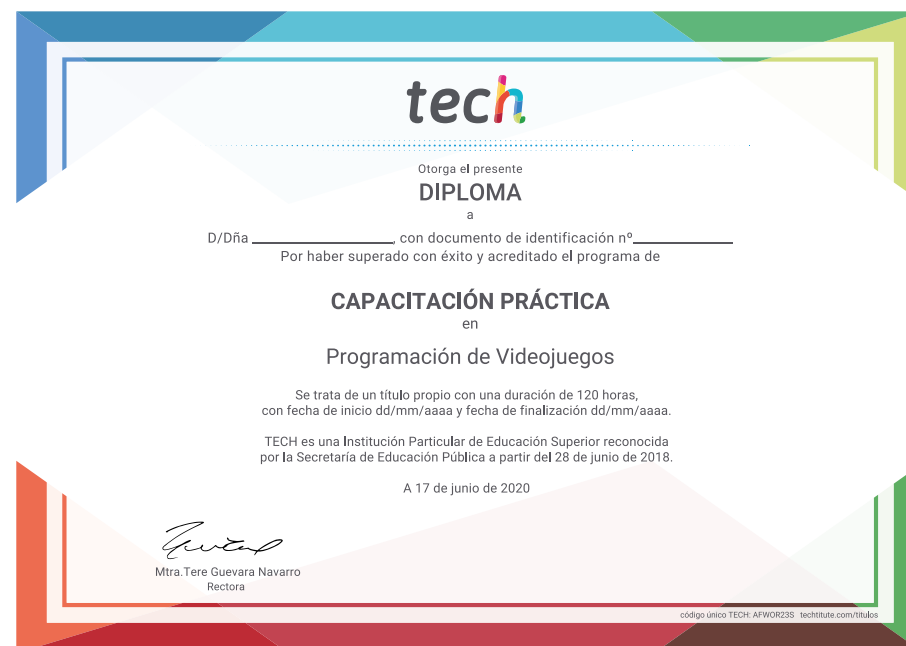 tech
Otorga el presente
DIPLOMA
a
D/Dña ____________________, con documento de identificación nº______________
Por haber superado con éxito y acreditado el programa de
CAPACITACIÓN PRÁCTICA
en
Programación de Videojuegos
Se trata de un título propio con una duración de 120 horas,
con fecha de inicio dd/mm/aaaa y fecha de finalización dd/mm/aaaa.
TECH es una Institución Particular de Educación Superior reconocida
por la Secretaría de Educación Pública a partir del 28 de junio de 2018.
A 17 de junio de 2020
Mtra.Tere Guevara Navarro
Rectora
código único TECH: AFWOR23S techtitute.com/titulos